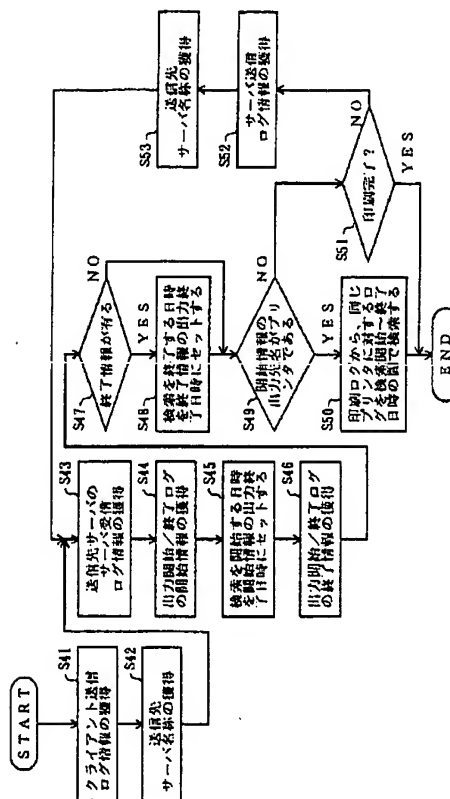 START
S41
クライアント送信
ログ情報の獲得
S42
送信先
サーバ名称の獲得
S43
送信先サーバの
サーバ受信
ログ情報の獲得
S44
出力開始/終了ログ
の開始情報の獲得
S45
検索を開始する日時
を開始情報の出力終
了日時にセットする
S46
出力開始/終了ログ
の終了情報の獲得
S47
終了情報が有る
NO
YES
S48
検索を終了する日時
を終了情報の出力終
了日時にセットする
S49
開始情報の
出力先名がプリ
ンタである
NO
YES
S50
印刷ログから、同じ
プリンタに対するロ
グを検索開始~終了
日時の間で検索する
S51
印刷完了?
NO
YES
S52
サーバ送信
ログ情報の獲得
S53
送信先
サーバ名称の獲得
END